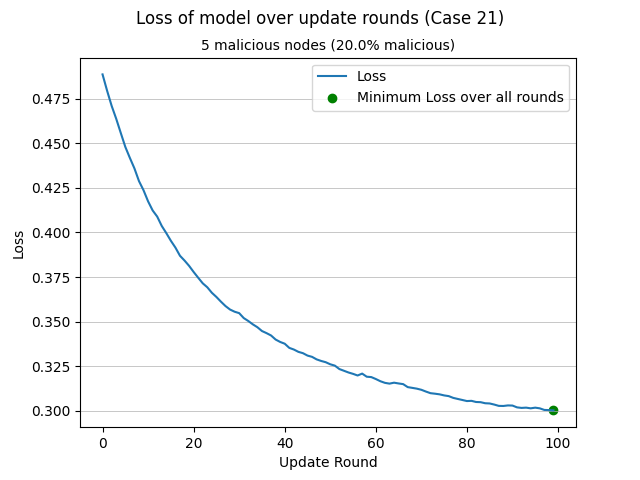 Loss of model over update rounds (Case 21)
5 malicious nodes (20.0% malicious)
Loss
Minimum Loss over all rounds
0.475
0.450
0.425
0.400
0.375
0.350
0.325
0.300
Loss
0 20 40 60 80 100
Update Round